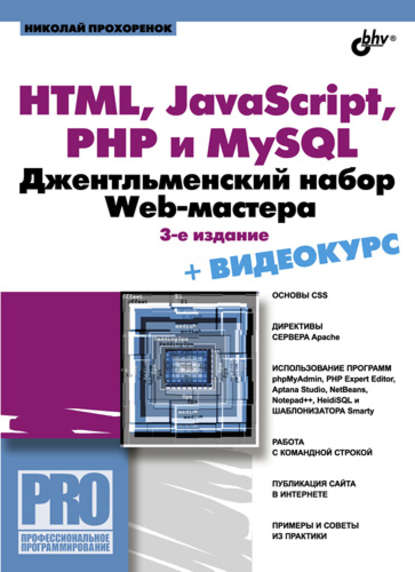 НИКОЛАЙ ПРОХОРЕНОК
bhv®
HTML, JavaScript,
PHP и MySQL
Джентльменский набор
Web-мастера
3-е издание
+ ВИДЕОКУРС
ОСНОВЫ CSS
ДИРЕКТИВЫ
СЕРВЕРА Apache
ИСПОЛЬЗОВАНИЕ ПРОГРАММ
phpMyAdmin, PHP Expert Editor,
Aptana Studio, NetBeans,
Notepad++, HeidiSQL и
ШАБЛОНИЗАТОРА Smarty
РАБОТА
С КОМАНДНОЙ СТРОКОЙ
ПУБЛИКАЦИЯ САЙТА
В ИНТЕРНЕТЕ
ПРИМЕРЫ И СОВЕТЫ
ИЗ ПРАКТИКИ
PRO
ПРОФЕССИОНАЛЬНОЕ
ПРОГРАММИРОВАНИЕ